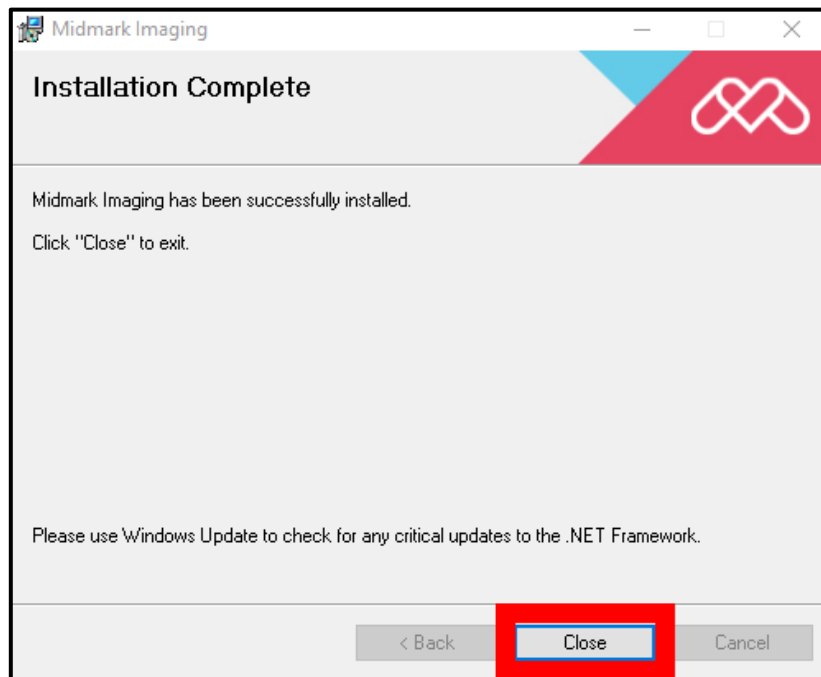 Midmark Imaging
Installation Complete
Midmark Imaging has been successfully installed.
Click "Close" to exit.
Please use Windows Update to check for any critical updates to the .NET Framework.
< Back
Close
Cancel